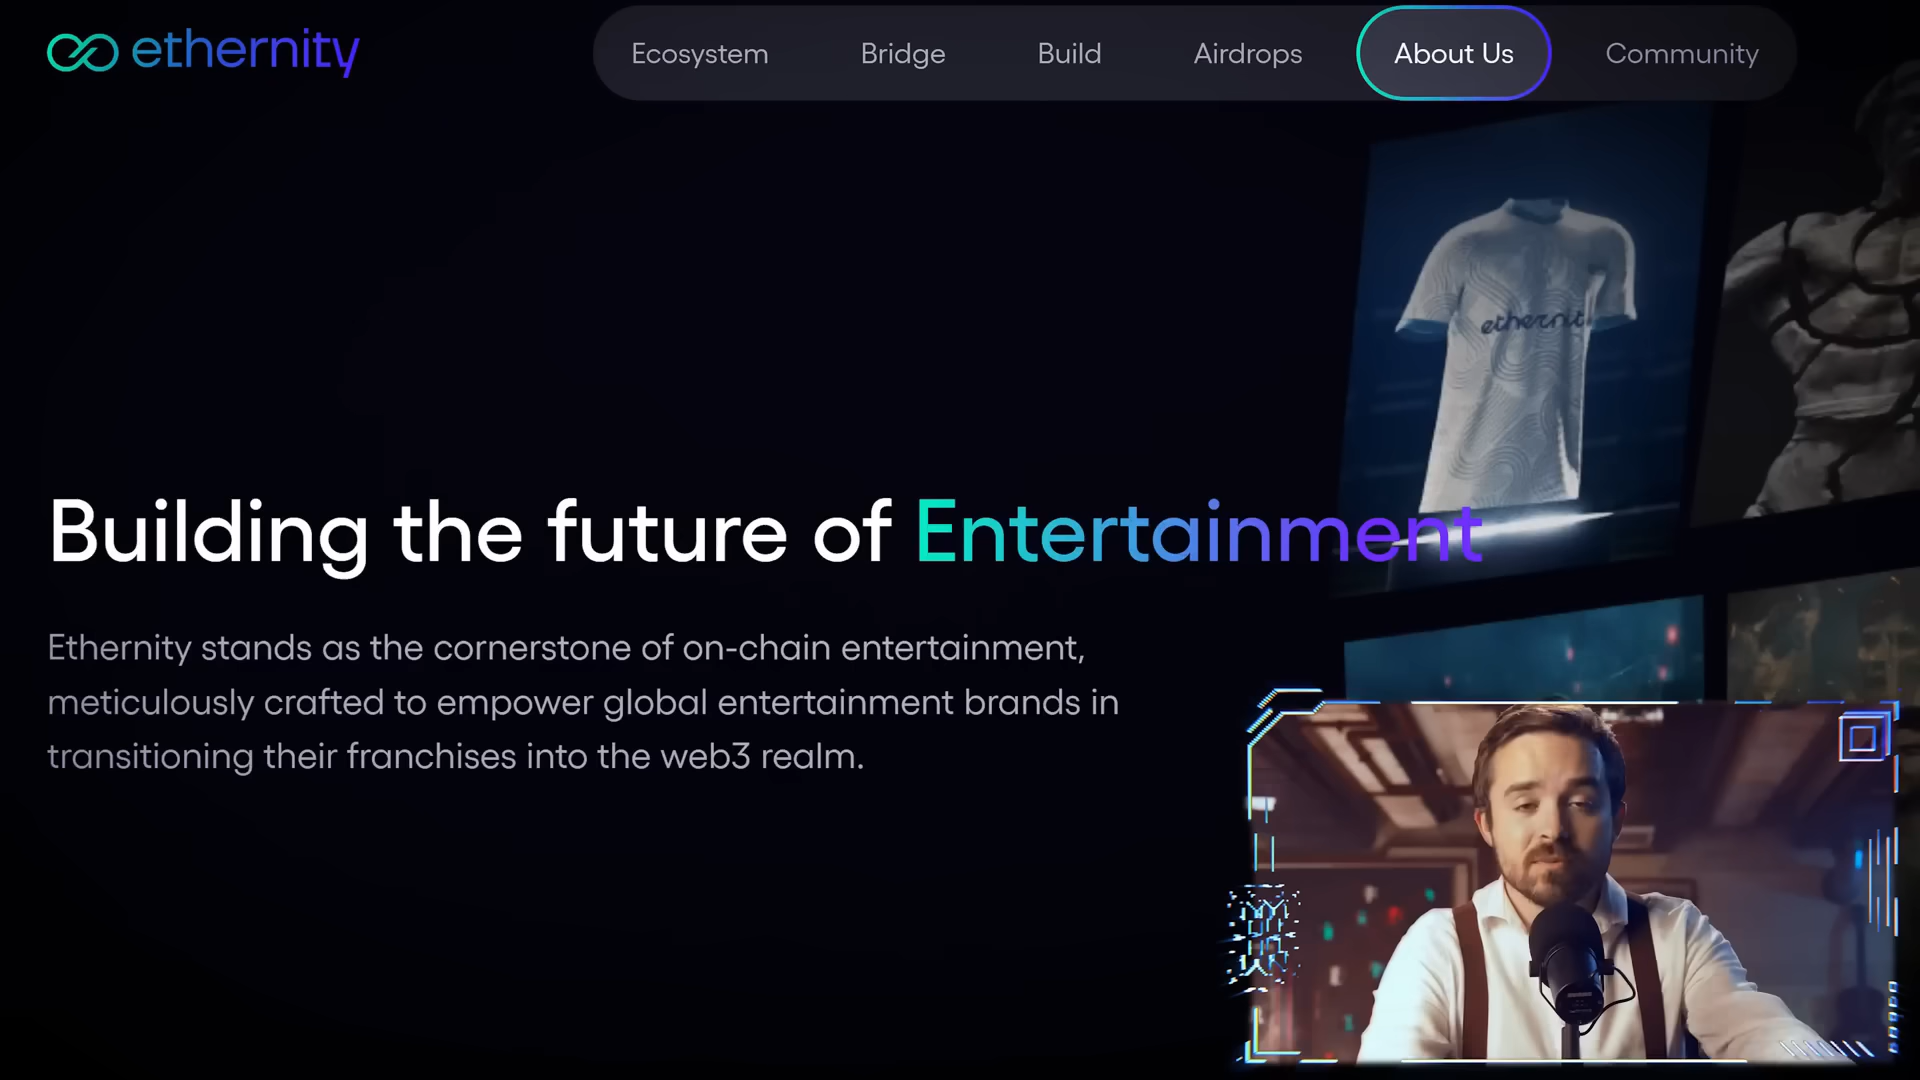 ethernity
Ecosystem
Bridge
Build
Airdrops
About Us
Community
ethernit
Building the future of Entertainment
Ethernity stands as the cornerstone of on-chain entertainment,
meticulously crafted to empower global entertainment brands in
transitioning their franchises into the web3 realm.